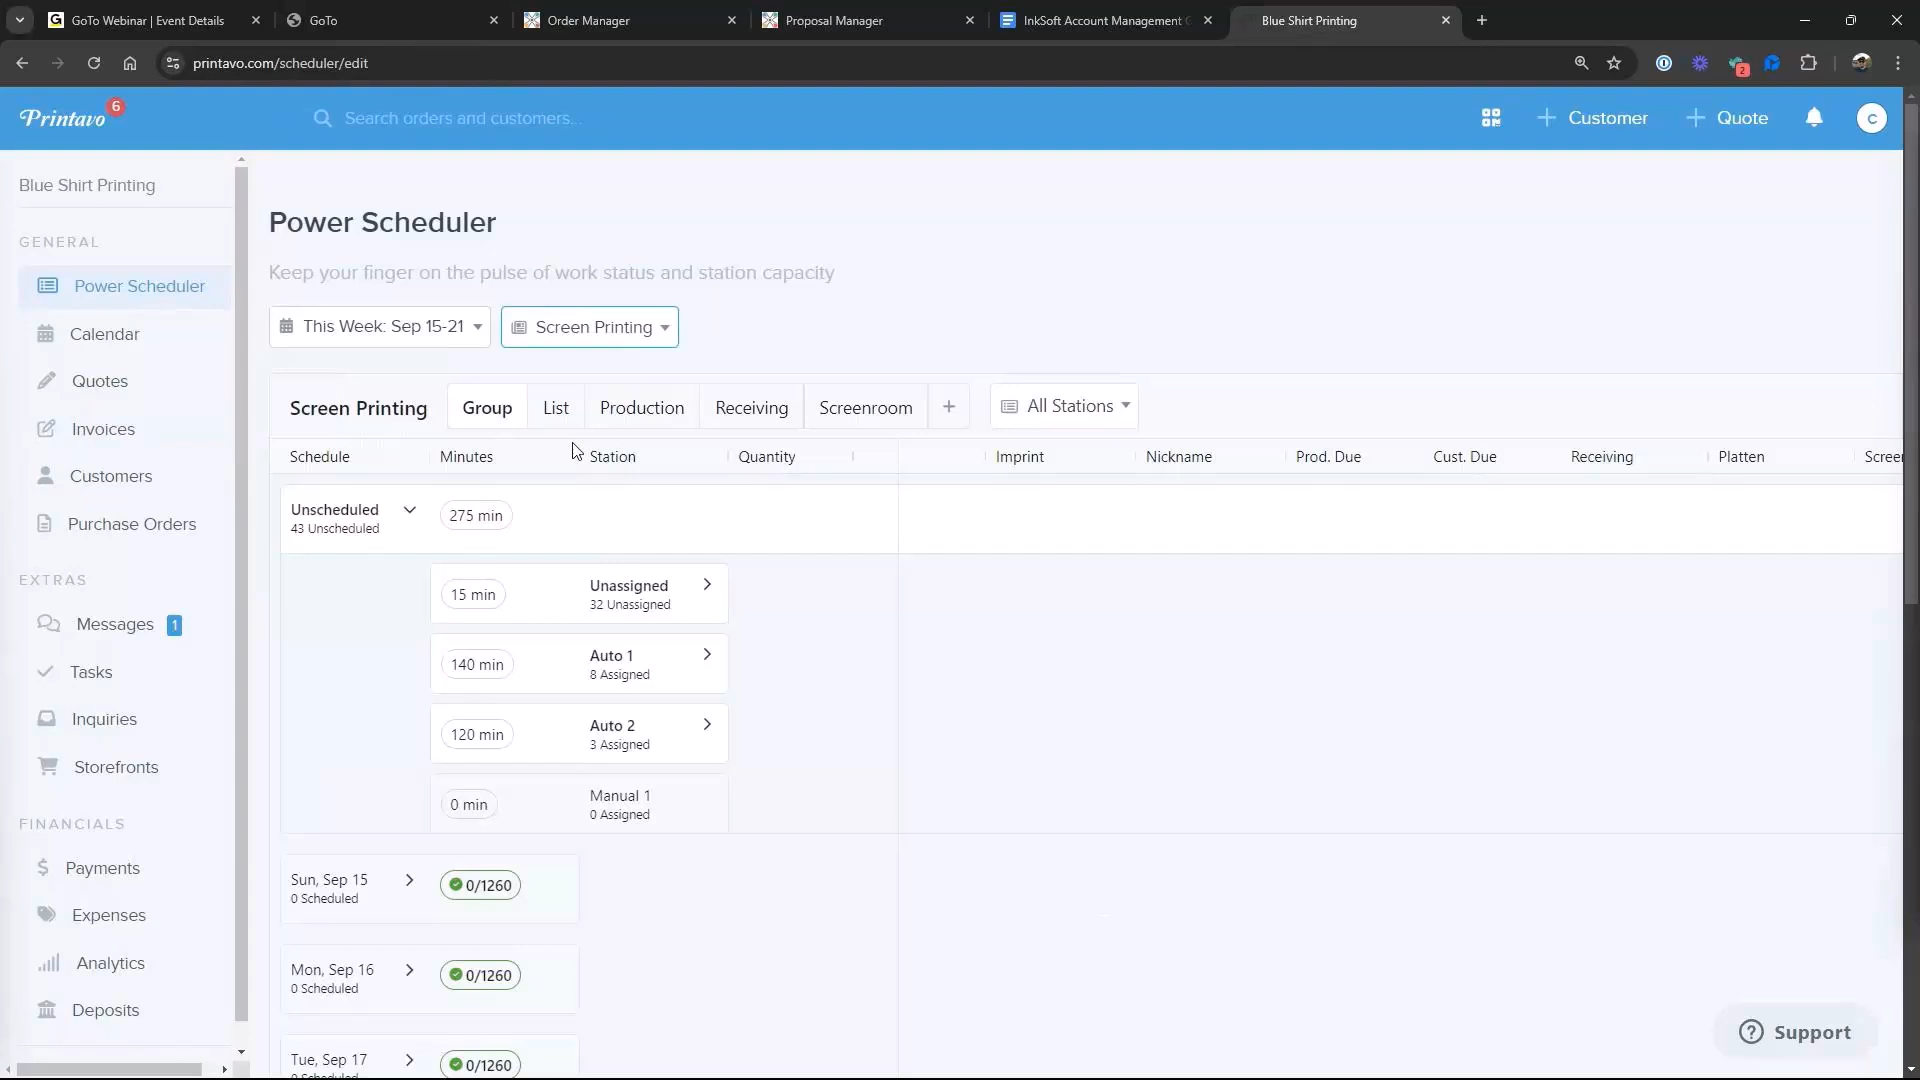 GoTo Webinar | Event Details
GoTo
Order Manager
Proposal Manager
InkSoft Account Management
Blue Shirt Printing
printavo.com/scheduler/edit
2
Printavo
6
Search orders and customers...
Customer
Quote
C
Blue Shirt Printing
GENERAL
Power Scheduler
Calendar
Quotes
Invoices
Customers
Purchase Orders
EXTRAS
Messages 1
Tasks
Inquiries
Storefronts
FINANCIALS
Payments
Expenses
Analytics
Deposits
Power Scheduler
Keep your finger on the pulse of work status and station capacity
This Week: Sep 15-21
Screen Printing
Screen Printing Group List Production Receiving Screenroom + All Stations
Schedule Minutes Station Quantity Imprint Nickname Prod. Due Cust. Due Receiving Platten Screen
Unscheduled 275 min
43 Unscheduled
15 min Unassigned
32 Unassigned
140 min Auto 1
8 Assigned
120 min Auto 2
3 Assigned
0 min Manual 1
0 Assigned
Sun, Sep 15 0/1260
0 Scheduled
Mon, Sep 16 0/1260
0 Scheduled
Tue, Sep 17 0/1260
0 Scheduled
Support